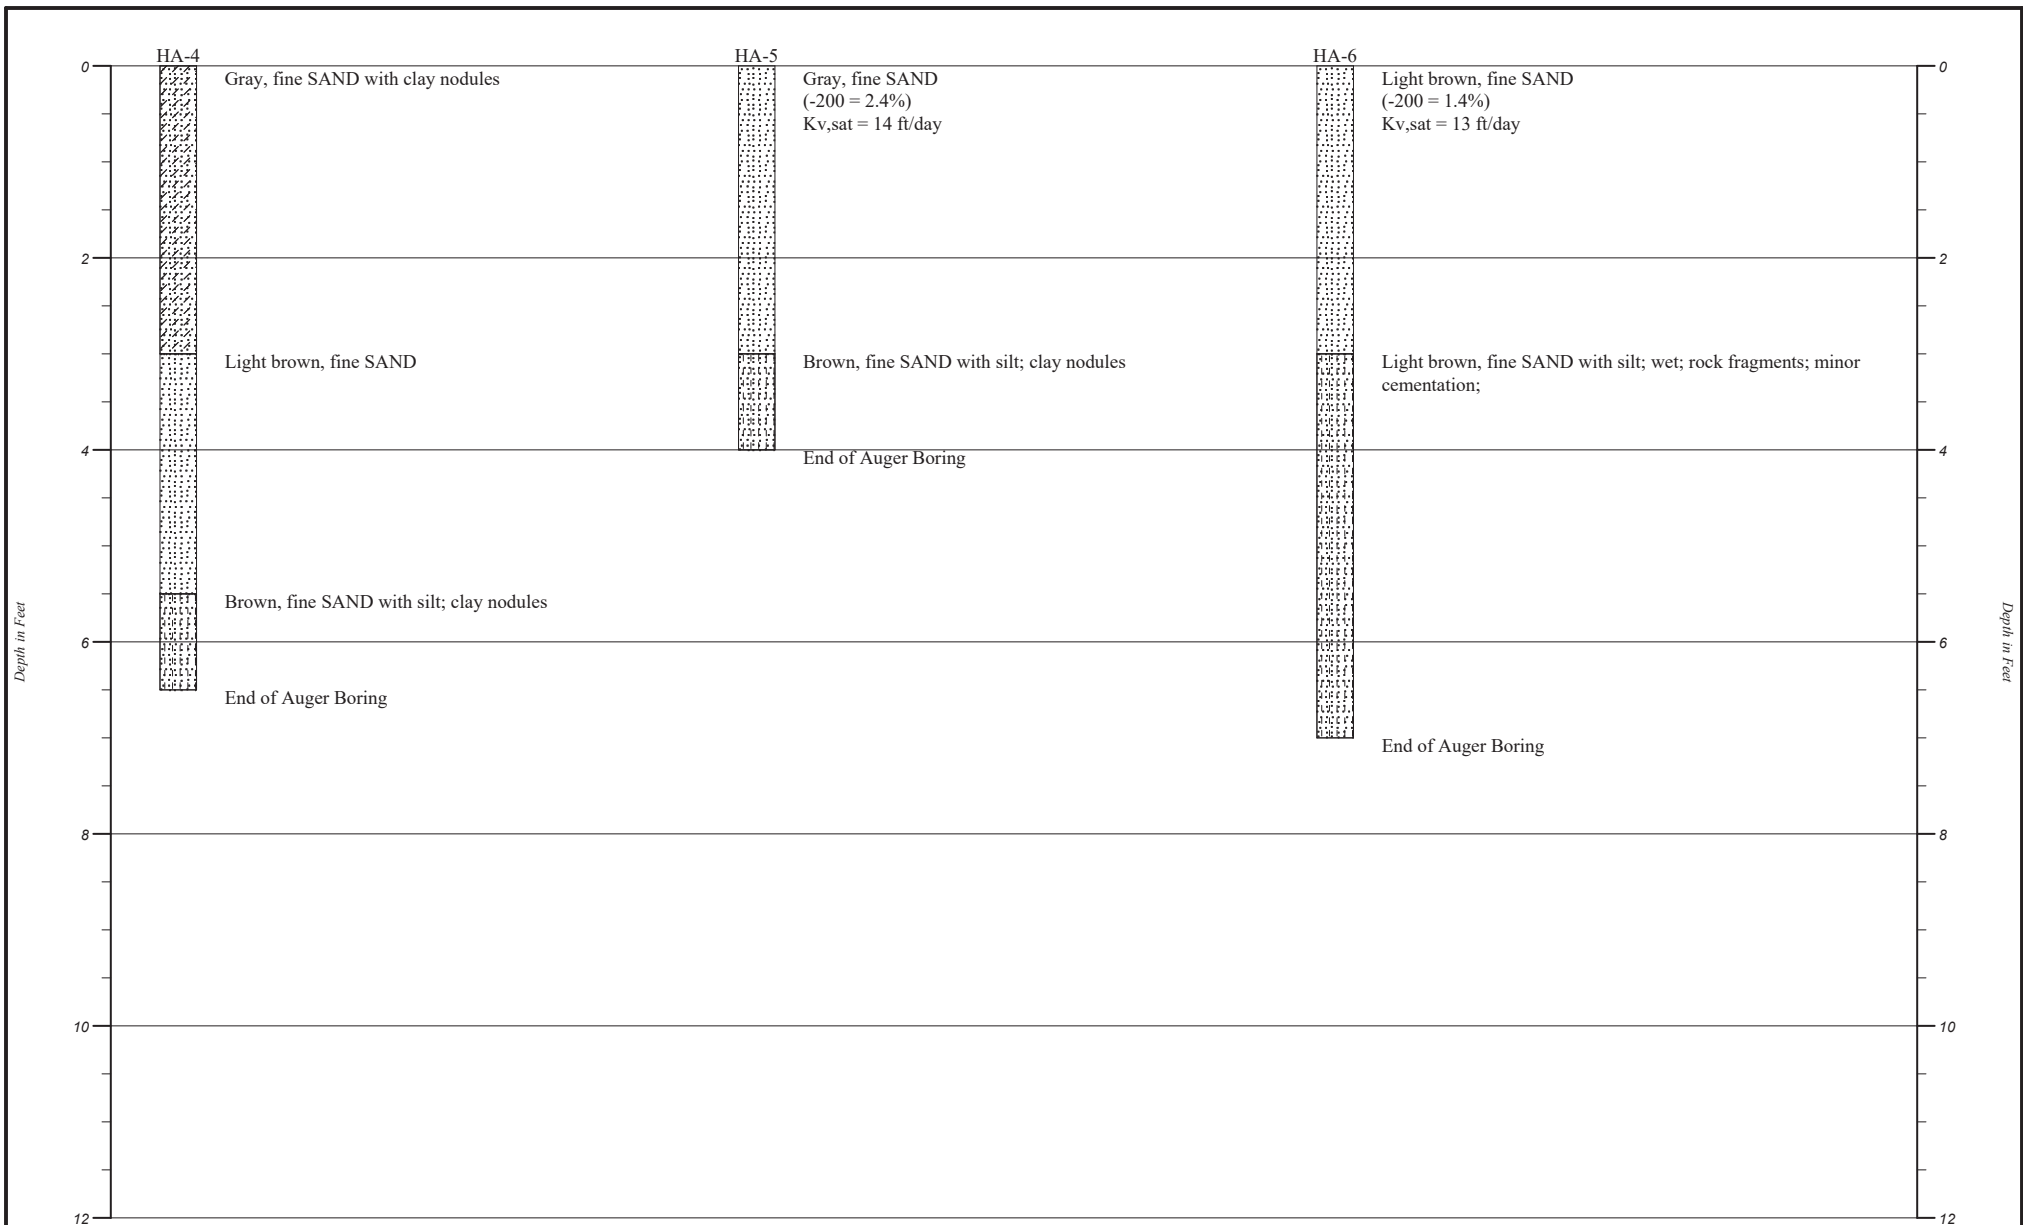 HA-4
HA-5
HA-6
0
Gray, fine SAND with clay nodules
Gray, fine SAND
(-200 = 2.4%)
Kv,sat = 14 ft/day
Light brown, fine SAND
(-200 = 1.4%)
Kv,sat = 13 ft/day
0
2
2
Light brown, fine SAND
Brown, fine SAND with silt; clay nodules
Light brown, fine SAND with silt; wet; rock fragments; minor
cementation;
4
End of Auger Boring
4
Brown, fine SAND with silt; clay nodules
Depth in Feet
Depth in Feet
6
6
End of Auger Boring
End of Auger Boring
8
8
10
10
12
12